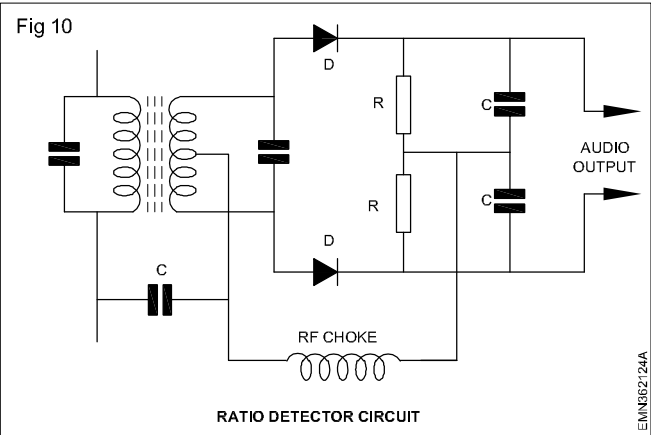 Fig 10
D
R
C
AUDIO
OUTPUT
R
C
D
C
RF CHOKE
RATIO DETECTOR CIRCUIT
EMN362124A